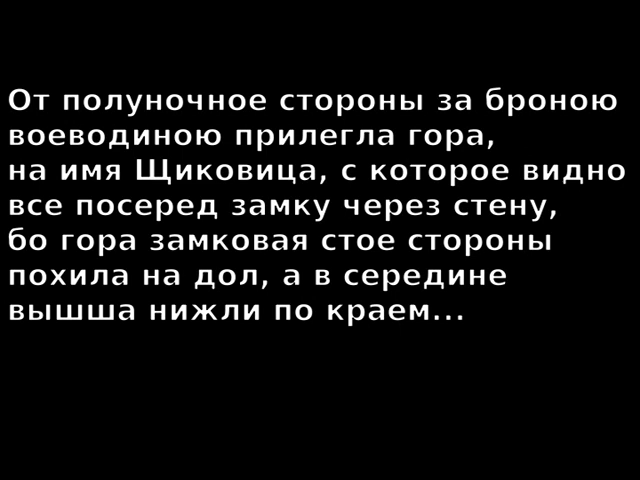 От полуночное стороны за броною
воеводиною прилегла гора,
на имя Щиковица, с которое видно
все посеред замку через стену,
бо гора замковая стое стороны
похила на дол, а в середине
вышша нижли по краем...